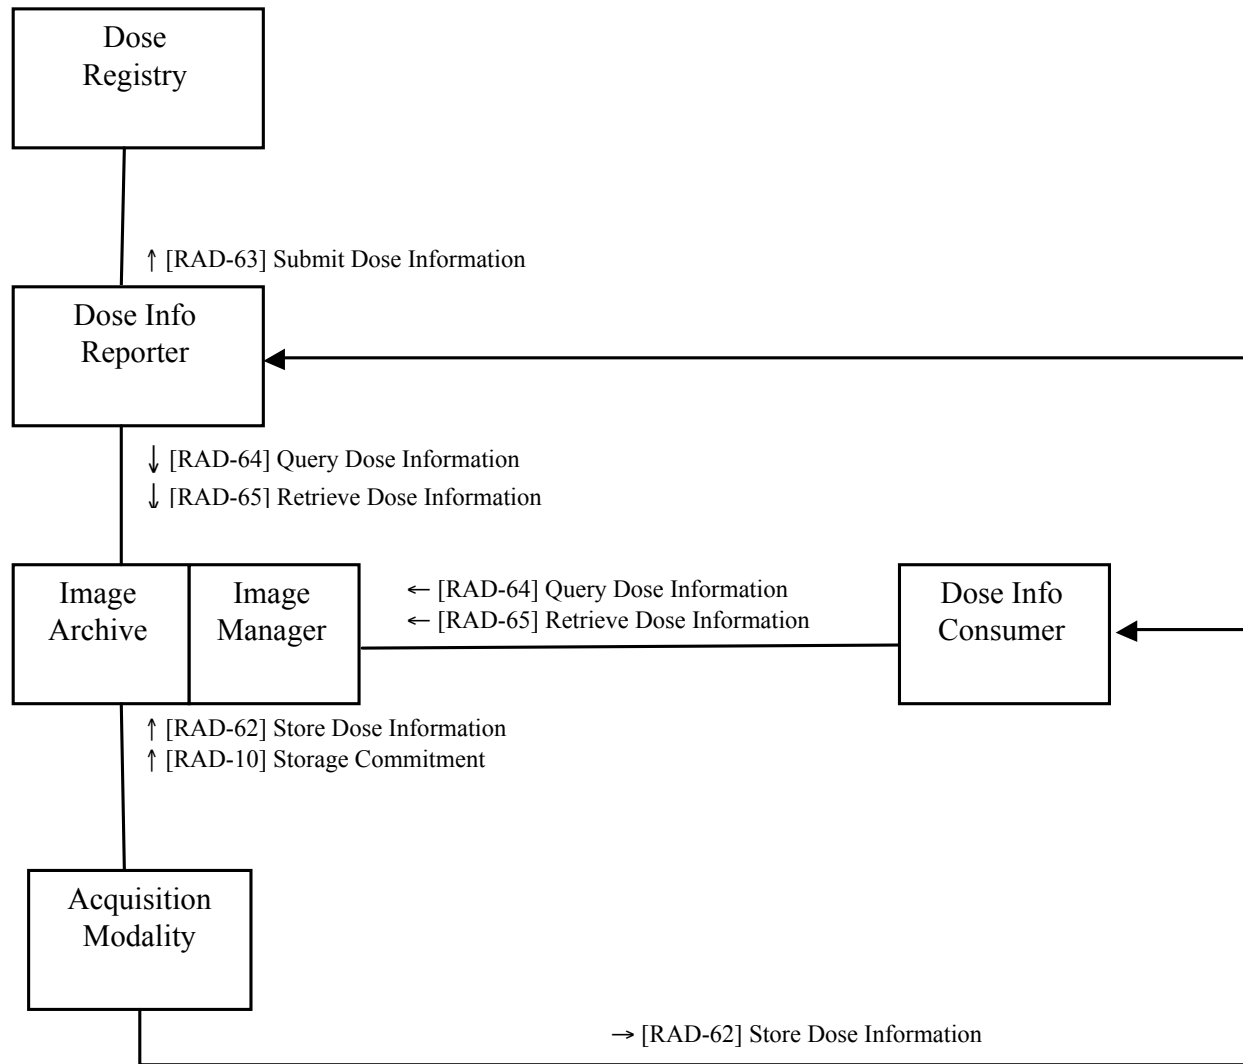 Dose
Registry
↑ [RAD-63] Submit Dose Information
Dose Info
Reporter
↓ [RAD-64] Query Dose Information
↓ [RAD-65] Retrieve Dose Information
Image
Archive
Image
Manager
← [RAD-64] Query Dose Information
← [RAD-65] Retrieve Dose Information
Dose Info
Consumer
↑ [RAD-62] Store Dose Information
↑ [RAD-10] Storage Commitment
Acquisition
Modality
→ [RAD-62] Store Dose Information